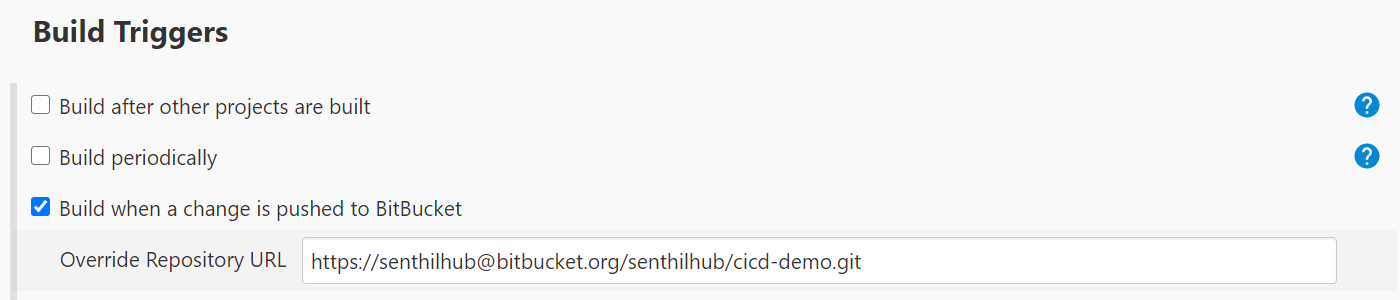 Build Triggers
Build after other projects are built
?
Build periodically
?
Build when a change is pushed to BitBucket
Override Repository URL https://senthilhub@bitbucket.org/senthilhub/cicd-demo.git